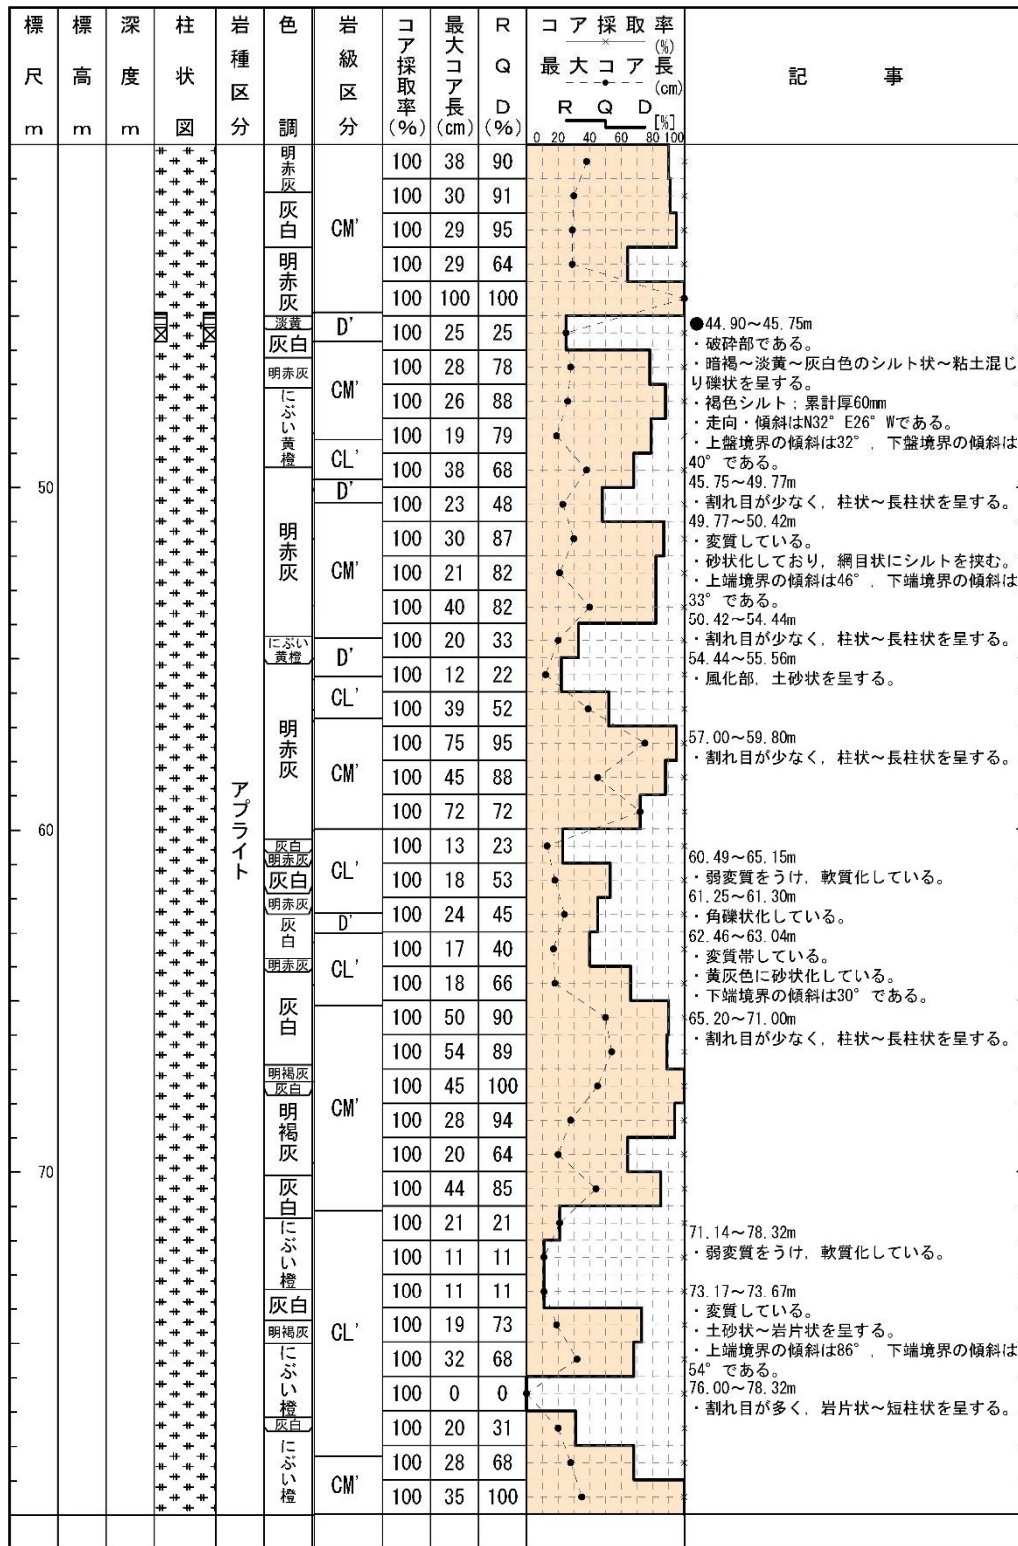 標尺m
標高m
深度m
柱状図
岩種区分
色調
岩級区分
コア採取率(%)
最大コア長(cm)
RQD(%)
コア採取率
(%)
最大コア長
(cm)
RQD
[%]
0 20 40 60 80 100
記事
50
60
70
アプライト
明赤灰
灰白
明赤灰
淡黄
灰白
明赤灰
にぶい黄橙
明赤灰
にぶい黄橙
明赤灰
灰白
明赤灰
灰白
明赤灰
灰白
明赤灰
灰白
明褐灰
灰白
明褐灰
灰白
にぶい橙
灰白
明褐灰
にぶい橙
灰白
にぶい橙
CM'
D'
CM'
CL'
D'
CM'
D'
CL'
CM'
CL'
D'
CL'
CM'
CL'
CM'
100 38 90
100 30 91
100 29 95
100 29 64
100 100 100
100 25 25
100 28 78
100 26 88
100 19 79
100 38 68
100 23 48
100 30 87
100 21 82
100 40 82
100 20 33
100 12 22
100 39 52
100 75 95
100 45 88
100 72 72
100 13 23
100 18 53
100 24 45
100 17 40
100 18 66
100 50 90
100 54 89
100 45 100
100 28 94
100 20 64
100 44 85
100 21 21
100 11 11
100 11 11
100 19 73
100 32 68
100 0 0
100 20 31
100 28 68
100 35 100
●44.90～45.75m
・破砕部である。
・暗褐～淡黄～灰白色のシルト状～粘土混じ
り礫状を呈する。
・褐色シルト；累計厚60mm
・走向・傾斜はN32°E26°Wである。
・上盤境界の傾斜は32°，下盤境界の傾斜は
40°である。
45.75～49.77m
・割れ目が少なく，柱状～長柱状を呈する。
49.77～50.42m
・変質している。
・砂状化しており，網目状にシルトを挟む。
・上端境界の傾斜は46°，下端境界の傾斜は
33°である。
50.42～54.44m
・割れ目が少なく，柱状～長柱状を呈する。
54.44～55.56m
・風化部，土砂状を呈する。
57.00～59.80m
・割れ目が少なく，柱状～長柱状を呈する。
60.49～65.15m
・弱変質をうけ，軟質化している。
61.25～61.30m
・角礫状化している。
62.46～63.04m
・変質帯している。
・黄灰色に砂状化している。
・下端境界の傾斜は30°である。
65.20～71.00m
・割れ目が少なく，柱状～長柱状を呈する。
71.14～78.32m
・弱変質をうけ，軟質化している。
73.17～73.67m
・変質している。
・土砂状～岩片状を呈する。
・上端境界の傾斜は86°，下端境界の傾斜は
54°である。
76.00～78.32m
・割れ目が多く，岩片状～短柱状を呈する。